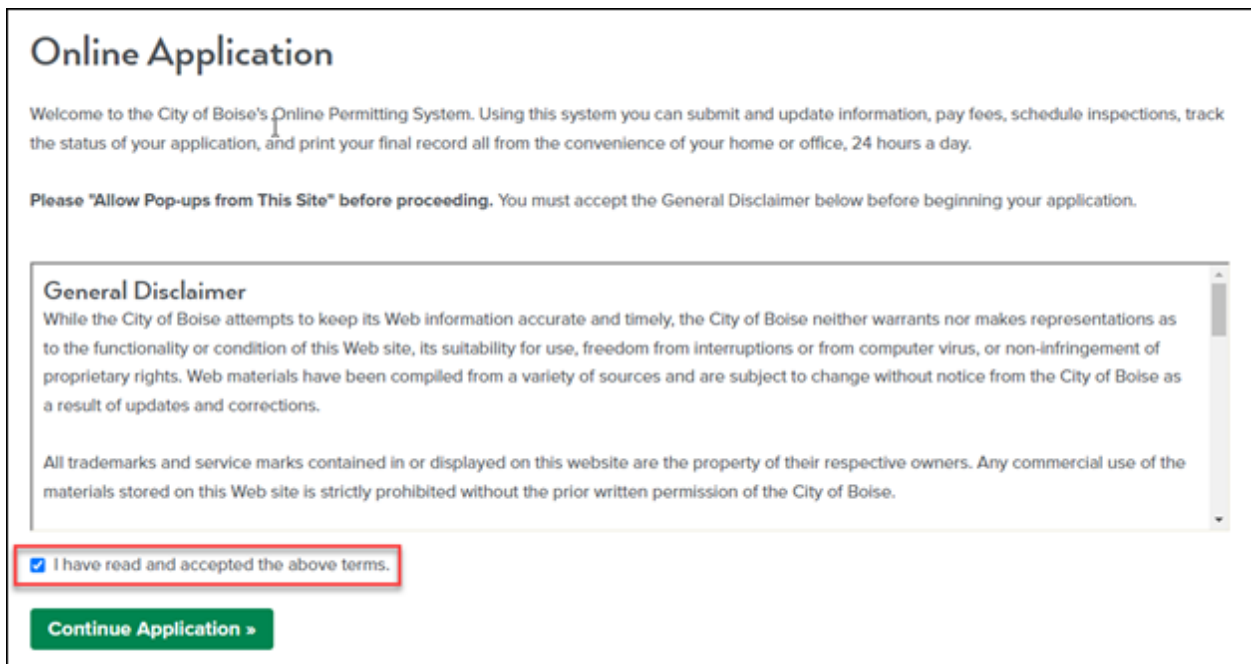 Online Application
Welcome to the City of Boise's Online Permitting System. Using this system you can submit and update information, pay fees, schedule inspections, track
the status of your application, and print your final record all from the convenience of your home or office, 24 hours a day.
Please "Allow Pop-ups from This Site" before proceeding. You must accept the General Disclaimer below before beginning your application.
General Disclaimer
While the City of Boise attempts to keep its Web information accurate and timely, the City of Boise neither warrants nor makes representations as
to the functionality or condition of this Web site, its suitability for use, freedom from interruptions or from computer virus, or non-infringement of
proprietary rights. Web materials have been compiled from a variety of sources and are subject to change without notice from the City of Boise as
a result of updates and corrections.
All trademarks and service marks contained in or displayed on this website are the property of their respective owners. Any commercial use of the
materials stored on this Web site is strictly prohibited without the prior written permission of the City of Boise.
I have read and accepted the above terms.
Continue Application »